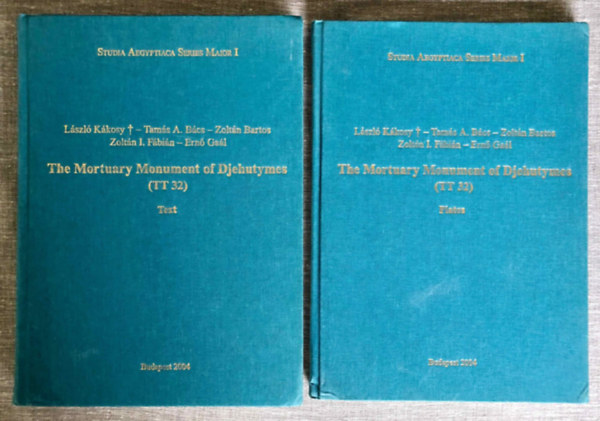 STUDIA AEGYPTIACA SERIES MAIOR I
László Kákosy † – Tamás A. Bács – Zoltán Bartos
Zoltán I. Fábián – Ernő Gaál
The Mortuary Monument of Djehutymes
(TT 32)
Text
Budapest 2004
STUDIA AEGYPTIACA SERIES MAIOR I
László Kákosy † – Tamás A. Bács – Zoltán Bartos
Zoltán I. Fábián – Ernő Gaál
The Mortuary Monument of Djehutymes
(TT 32)
Plates
Budapest 2004